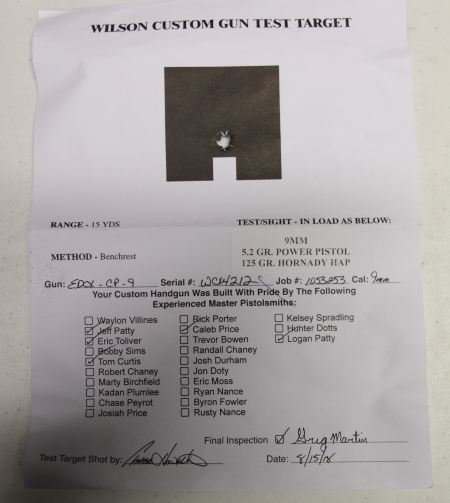 WILSON CUSTOM GUN TEST TARGET
RANGE - 15 YDS
TEST/SIGHT - IN LOAD AS BELOW:
METHOD - Benchrest
9MM
5.2 GR. POWER PISTOL
125 GR. HORNADY HAP
Gun: EDCX-CP-9 Serial #: Job #: 1053253 Cal: 9mm
Your Custom Handgun Was Built With Pride By The Following
Experienced Master Pistolsmiths:
Waylon Villines
Jeff Patty
Eric Toliver
Bobby Sims
Tom Curtis
Robert Chaney
Marty Birchfield
Kadan Plumlee
Chase Peyrot
Josiah Price
Rick Porter
Caleb Price
Trevor Bowen
Randall Chaney
Josh Durham
Jon Doty
Eric Moss
Ryan Nance
Byron Fowler
Rusty Nance
Kelsey Spradling
Hunter Dotts
Logan Patty
Final Inspection Greg Martin
Test Target Shot by: Date: 8/15/18